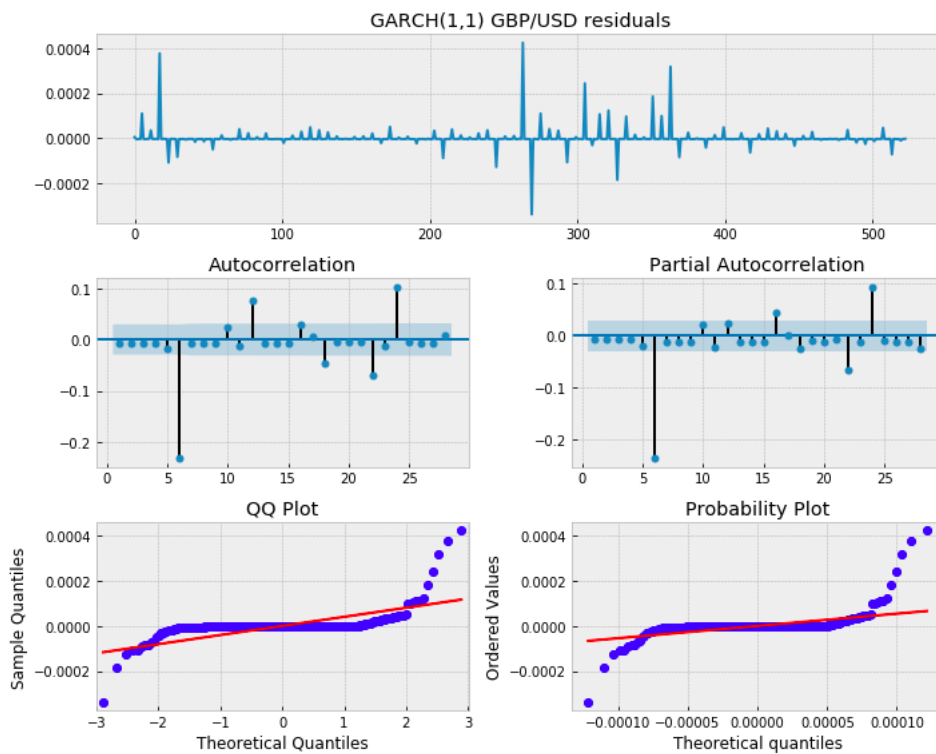 GARCH(1,1) GBP/USD residuals
0.0004
0.0002
0.0000
−0.0002
0 100 200 300 400 500
Autocorrelation
0.1
0.0
−0.1
−0.2
0 5 10 15 20 25
Partial Autocorrelation
0.1
0.0
−0.1
−0.2
0 5 10 15 20 25
QQ Plot
Sample Quantiles
0.0004
0.0002
0.0000
−0.0002
−3 −2 −1 0 1 2 3
Theoretical Quantiles
Probability Plot
Ordered Values
0.0004
0.0002
0.0000
−0.0002
−0.00010 −0.00005 0.00000 0.00005 0.00010
Theoretical quantiles